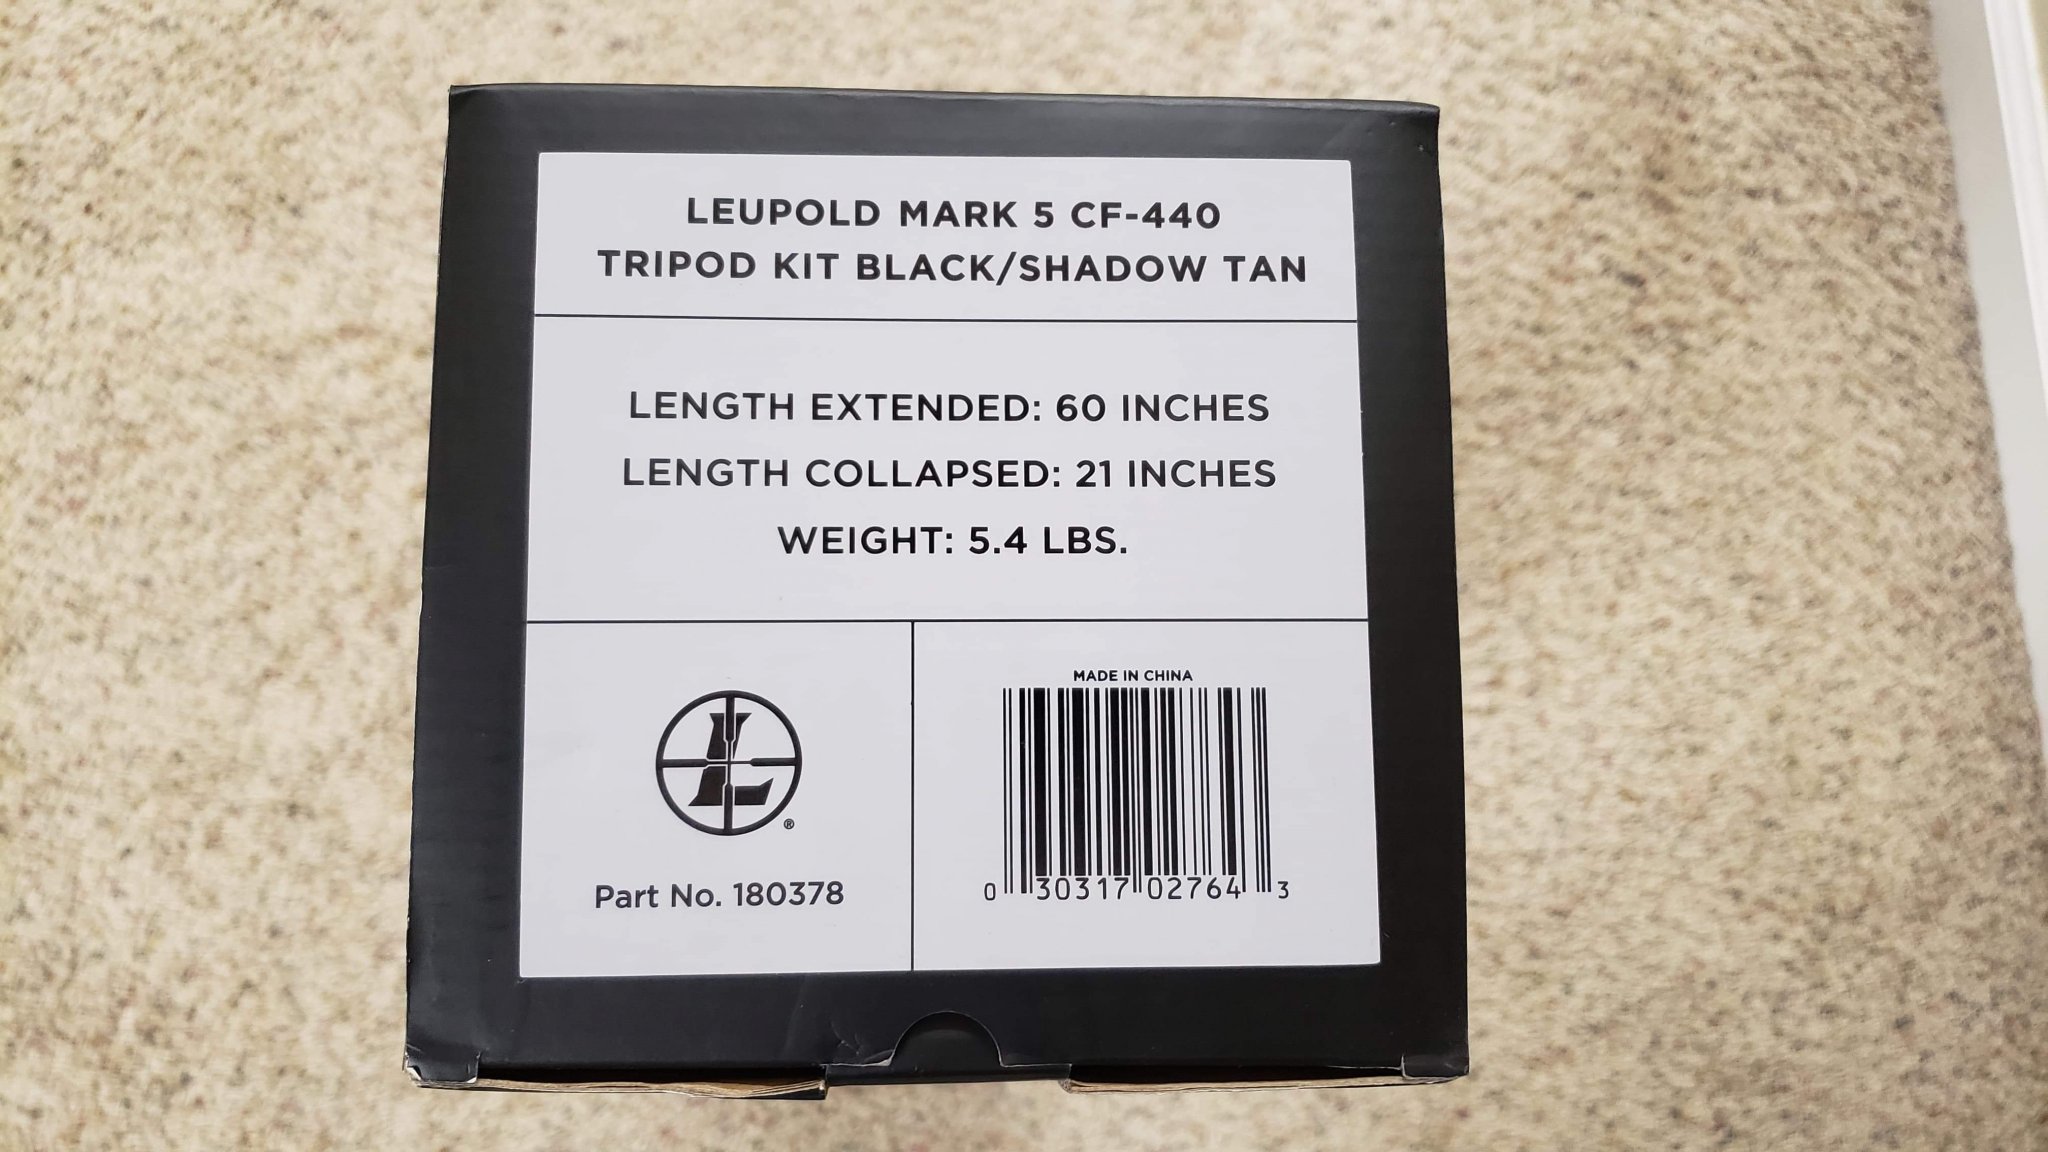 LEUPOLD MARK 5 CF-440
TRIPOD KIT BLACK/SHADOW TAN
LENGTH EXTENDED: 60 INCHES
LENGTH COLLAPSED: 21 INCHES
WEIGHT: 5.4 LBS.
L
®
Part No. 180378
MADE IN CHINA
0 30317 02764 3